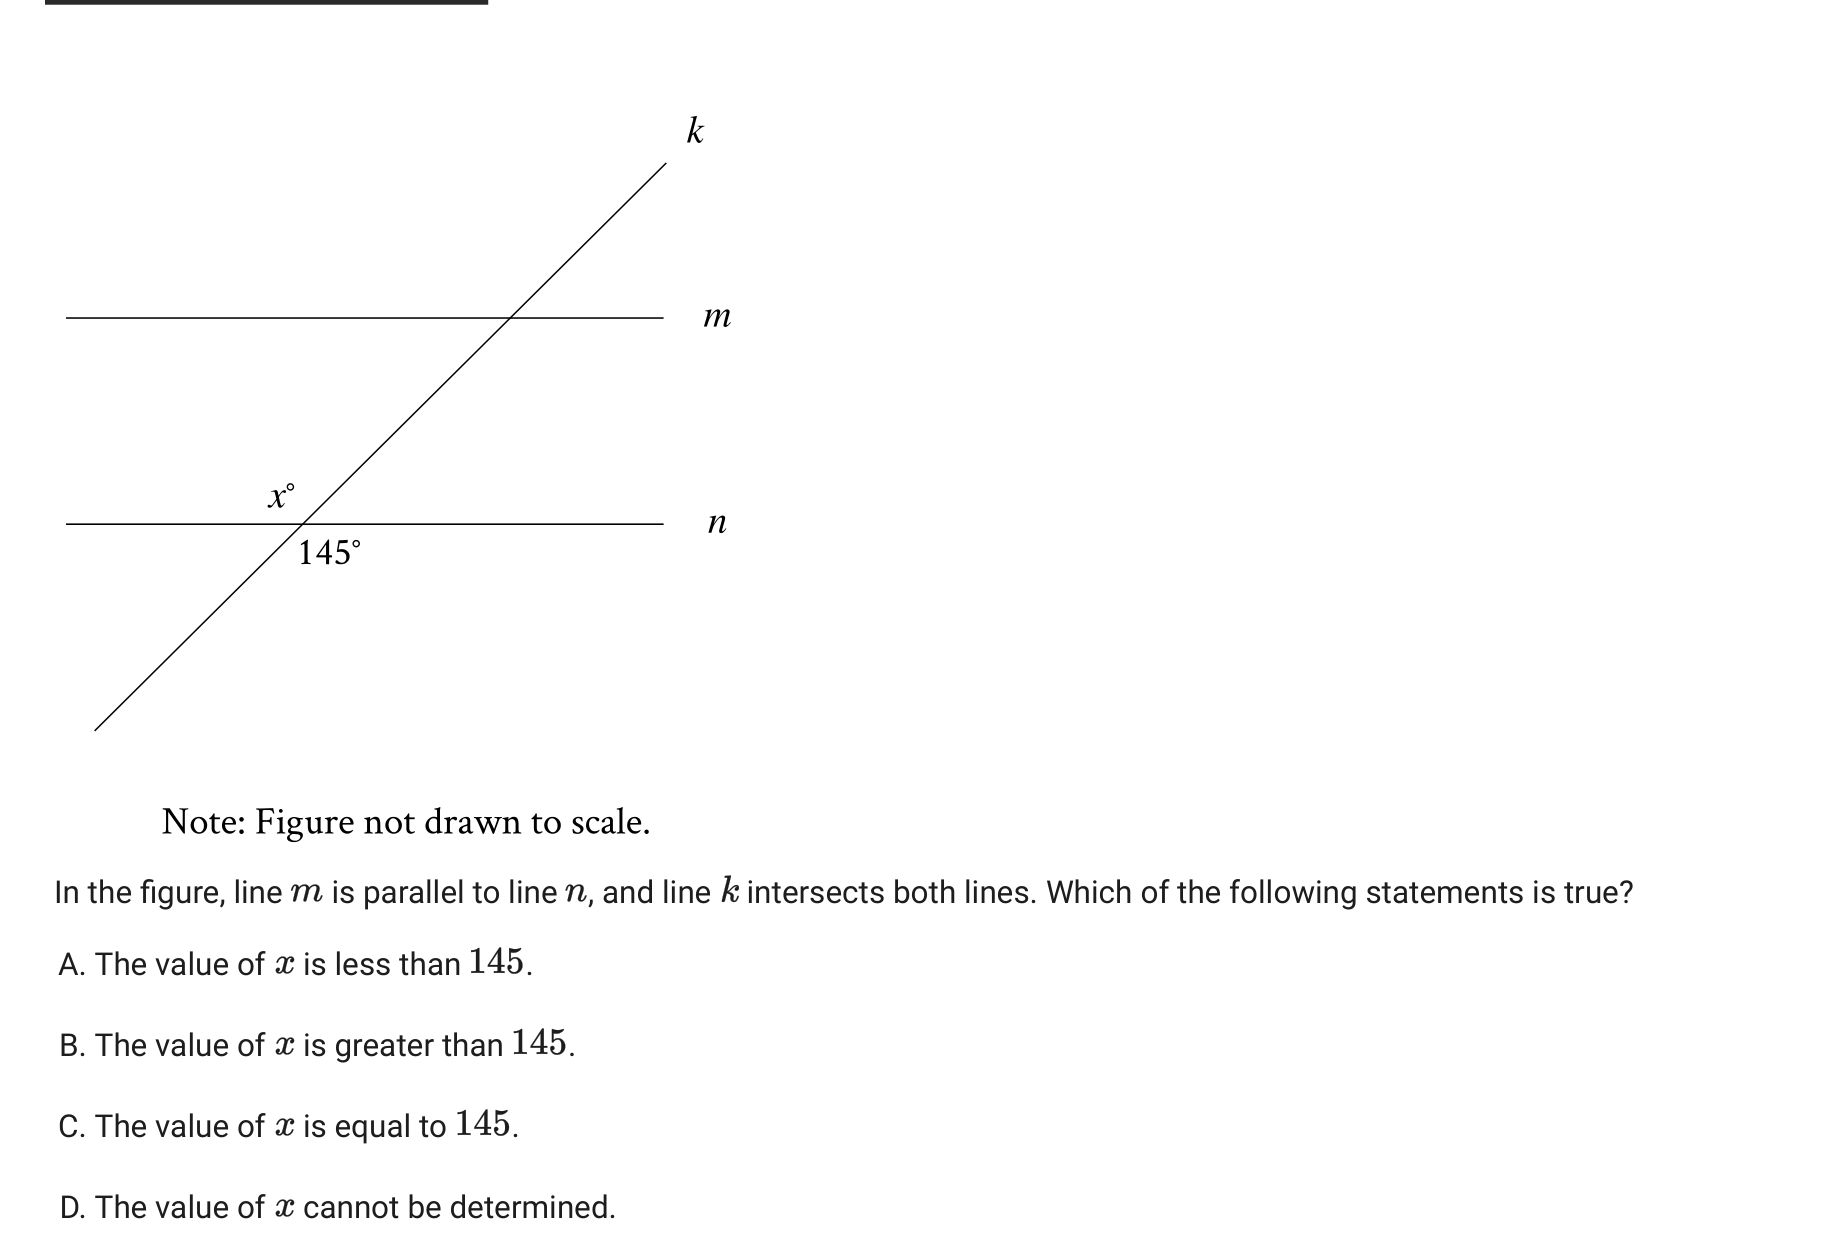 k
m
x°
n
145°
Note: Figure not drawn to scale.
In the figure, line m is parallel to line n, and line k intersects both lines. Which of the following statements is true?
A. The value of x is less than 145.
B. The value of x is greater than 145.
C. The value of x is equal to 145.
D. The value of x cannot be determined.